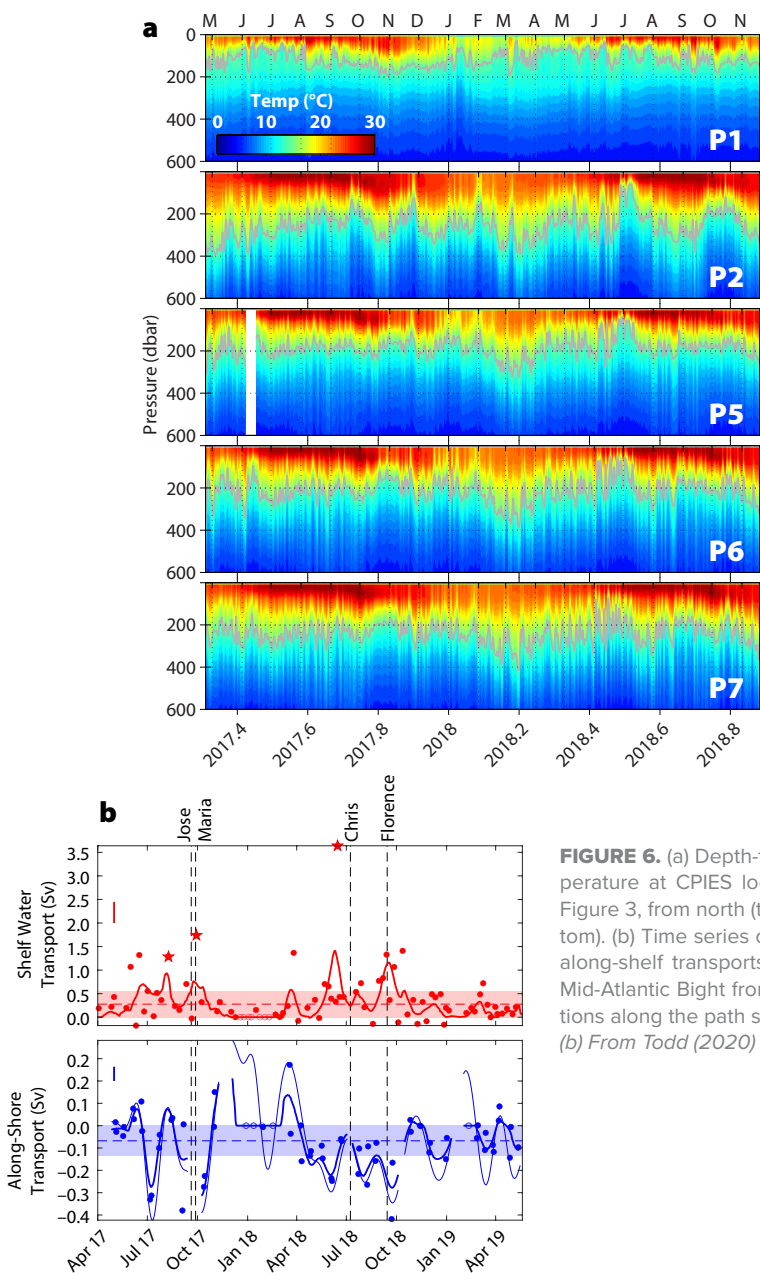 a
M J J A S O N D J F M A M J J A S O N
0
200
400
600
Temp (°C)
0 10 20 30
P1
200
400
600
P2
Pressure (dbar)
200
400
600
P5
200
400
600
P6
200
400
600
P7
2017.4 2017.6 2017.8 2018 2018.2 2018.4 2018.6 2018.8
b
Jose
Maria
Chris
Florence
Shelf Water
Transport (Sv)
3.5
3.0
2.5
2.0
1.5
1.0
0.5
0.0
Along-Shore
Transport (Sv)
0.2
0.2
0.0
−0.1
−0.2
−0.3
−0.4
Apr 17 Jul 17 Oct 17 Jan 18 Apr 18 Jul 18 Oct 18 Jan 19 Apr 19
FIGURE 6. (a) Depth-t
perature at CPIES loc
Figure 3, from north (t
tom). (b) Time series o
along-shelf transports
Mid-Atlantic Bight from
tions along the path s
(b) From Todd (2020)